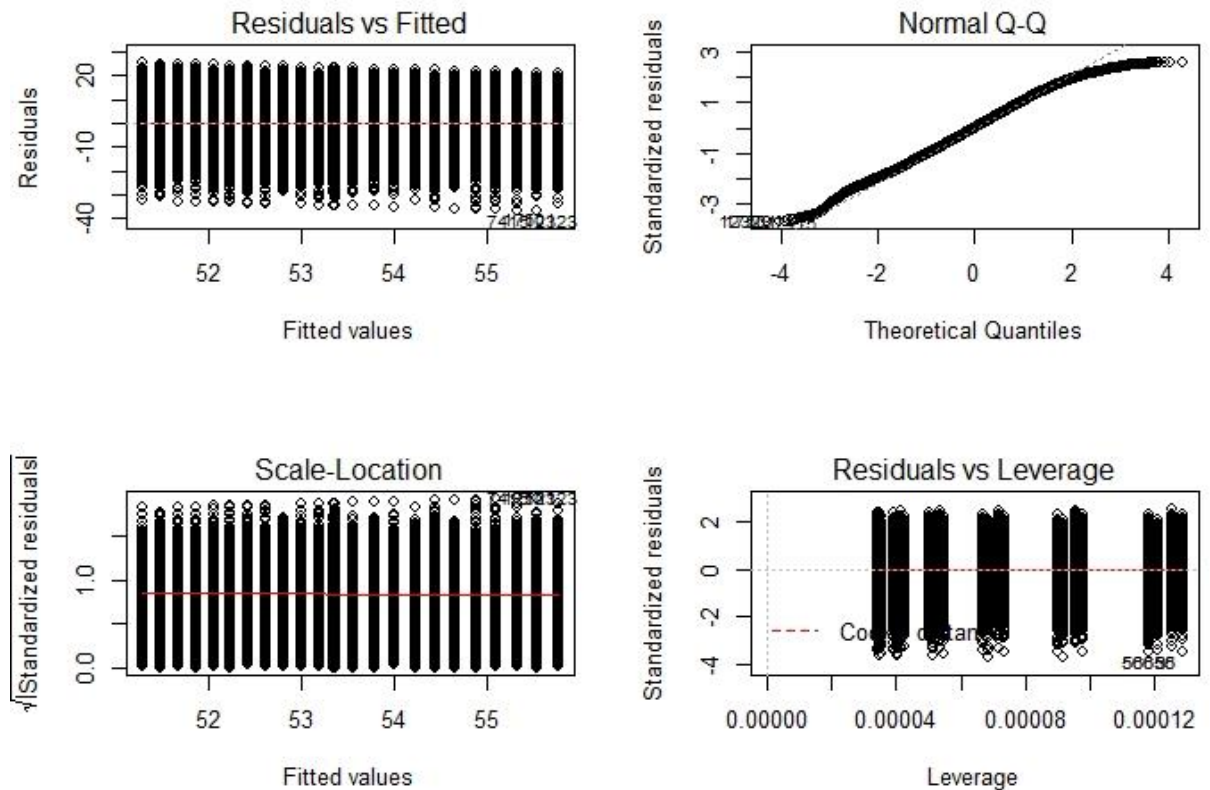 Residuals vs Fitted
Residuals
20
-10
-40
52 53 54 55
Fitted values
Normal Q-Q
Standardized residuals
3
1
-1
-3
-4 -2 0 2 4
Theoretical Quantiles
Scale-Location
√|Standardized residuals|
1.0
0.0
52 53 54 55
Fitted values
Residuals vs Leverage
Standardized residuals
2
0
-2
-4
0.00000 0.00004 0.00008 0.00012
Leverage